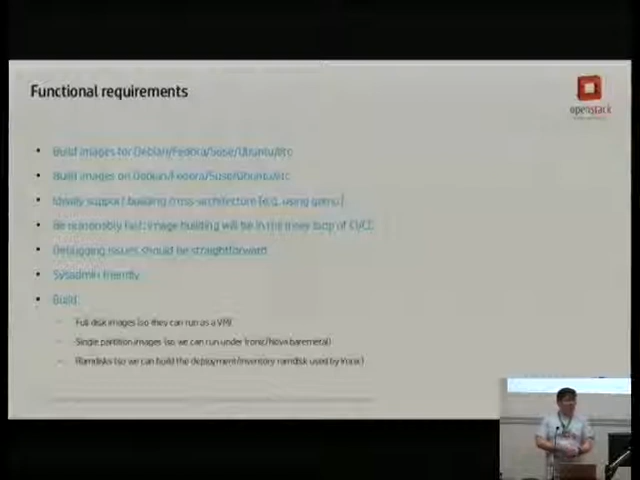 Functional requirements
openstack
Build images for Debian/Fedora/Suse/Ubuntu/etc
Build images on Debian/Fedora/Suse/Ubuntu/etc
Ideally support building cross-architecture (e.g. using qemu)
Be reasonably fast: image building will be in the inner loop of CI/CD
Debugging issues should be straightforward
Sysadmin friendly
Build
Full disk images (so they can run as a VM)
Single partition images (so we can run under Ironic/Nova baremetal)
Ramdisks (so we can build the deployment/inventory ramdisk used by Ironic)